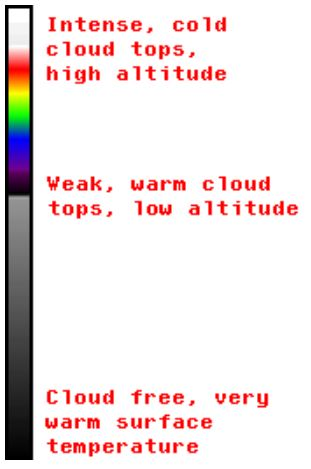 Intense, cold
cloud tops,
high altitude
Weak, warm cloud
tops, low altitude
Cloud free, very
warm surface
temperature